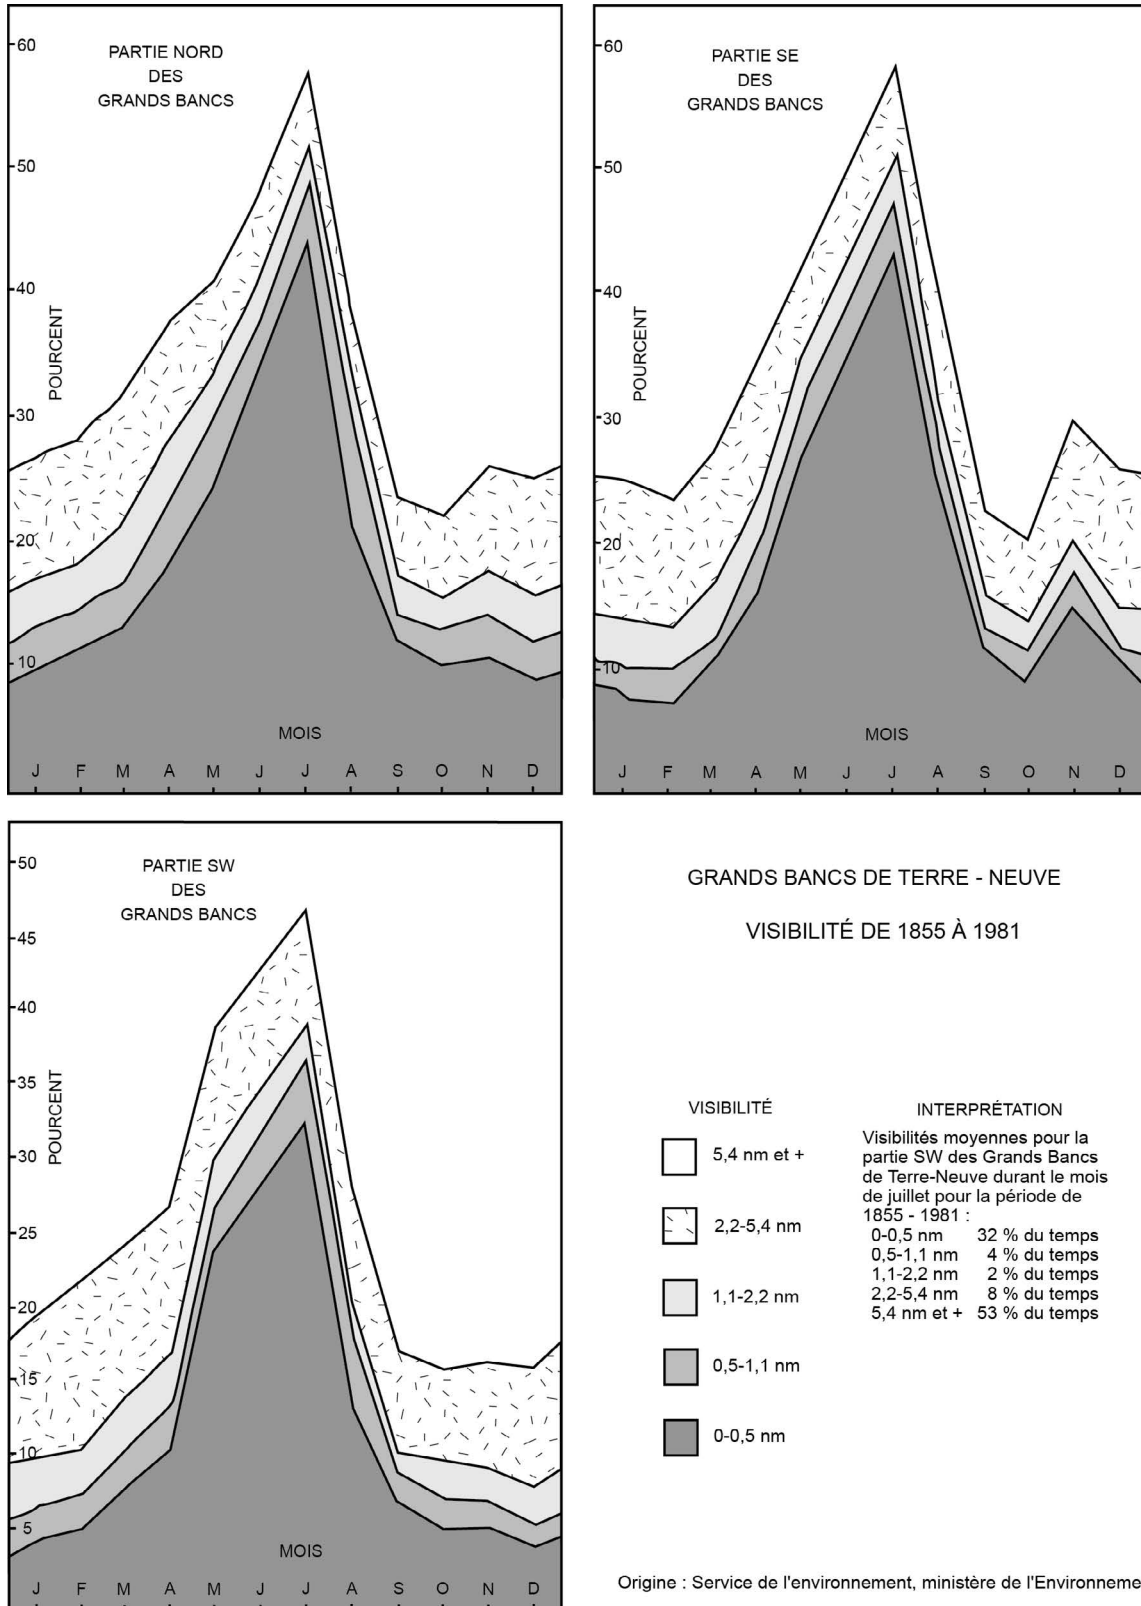 PARTIE NORD
DES
GRANDS BANCS
60
50
40
30
20
10
POURCENT
MOIS
J F M A M J J A S O N D
PARTIE SE
DES
GRANDS BANCS
60
50
40
30
20
10
POURCENT
MOIS
J F M A M J J A S O N D
PARTIE SW
DES
GRANDS BANCS
50
45
40
35
30
25
20
15
10
5
POURCENT
MOIS
J F M A M J J A S O N D
GRANDS BANCS DE TERRE - NEUVE
VISIBILITÉ DE 1855 À 1981
VISIBILITÉ
5,4 nm et +
2,2-5,4 nm
1,1-2,2 nm
0,5-1,1 nm
0-0,5 nm
INTERPRÉTATION
Visibilités moyennes pour la
partie SW des Grands Bancs
de Terre-Neuve durant le mois
de juillet pour la période de
1855 - 1981 :
0-0,5 nm 32 % du temps
0,5-1,1 nm 4 % du temps
1,1-2,2 nm 2 % du temps
2,2-5,4 nm 8 % du temps
5,4 nm et + 53 % du temps
Origine : Service de l'environnement, ministère de l'Environneme